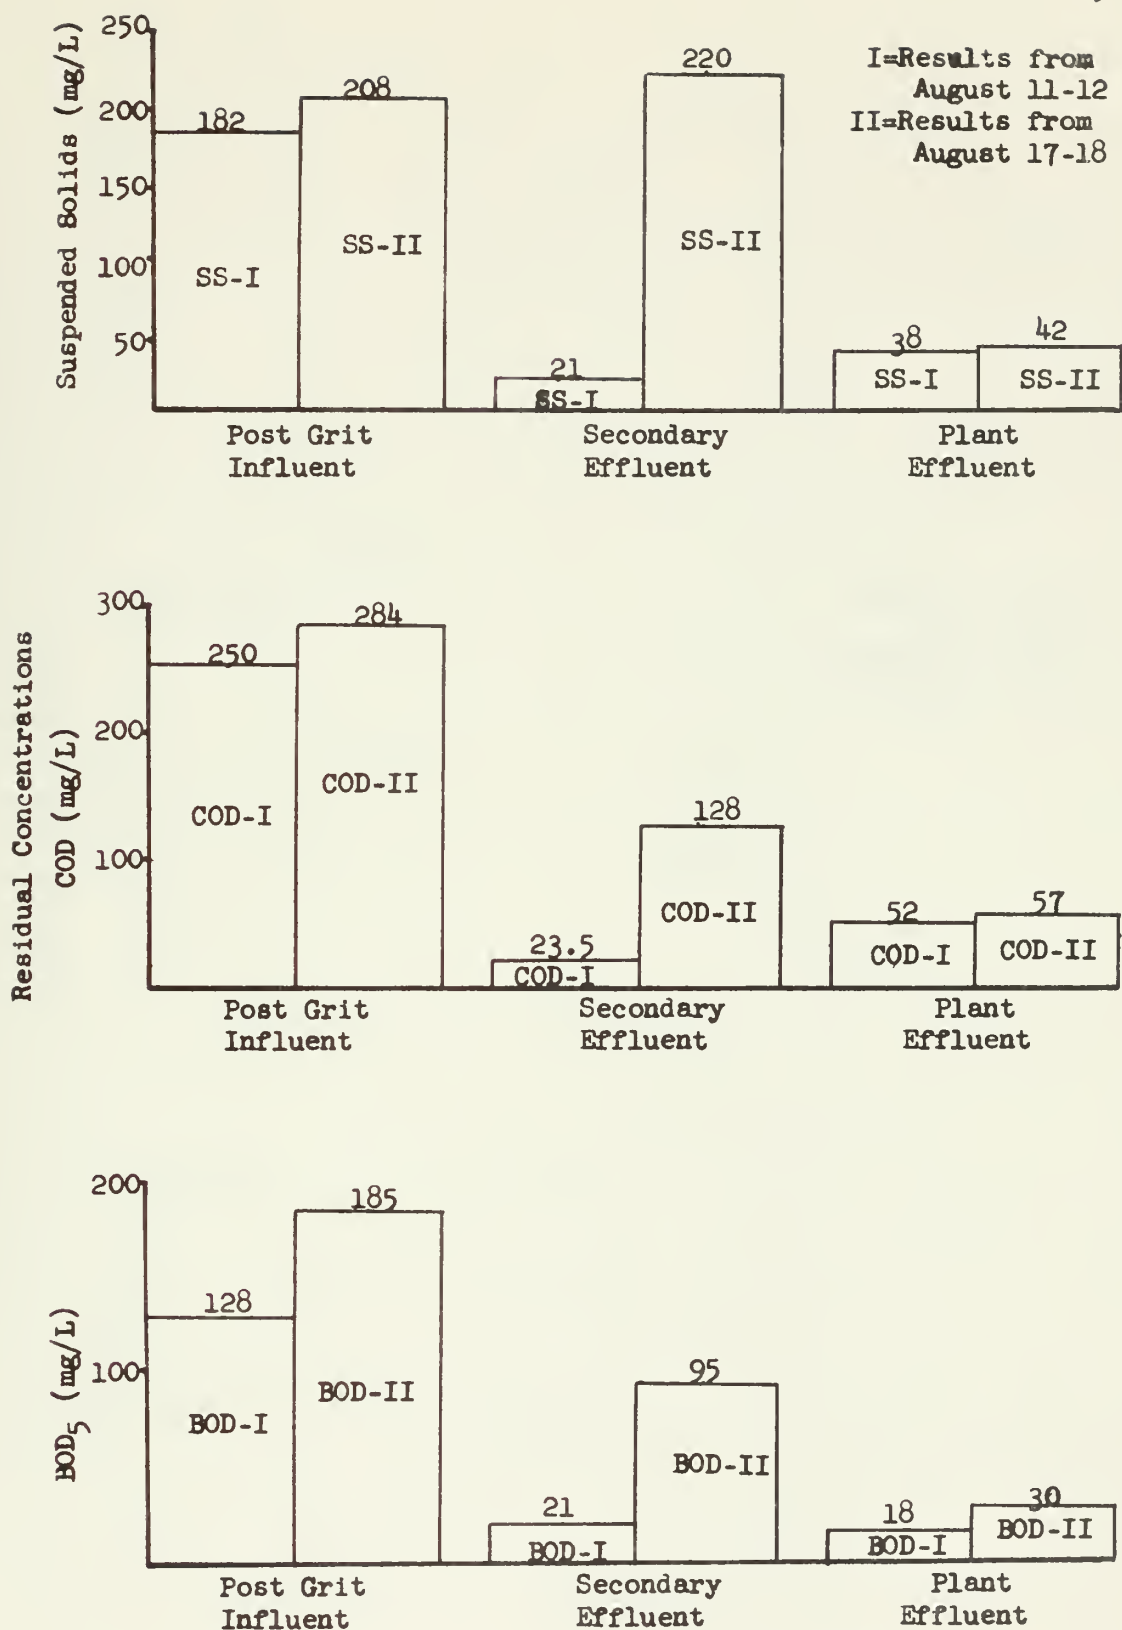 250
200
150
100
50
Suspended Solids (mg/L)
182
208
SS-I
SS-II
21
220
SS-I
SS-II
38
42
SS-I
SS-II
I=Results from
August 11-12
II=Results from
August 17-18
Post Grit
Influent
Secondary
Effluent
Plant
Effluent
Residual Concentrations
COD (mg/L)
300
200
100
250
284
COD-I
COD-II
23.5
128
COD-I
COD-II
52
57
COD-I
COD-II
Post Grit
Influent
Secondary
Effluent
Plant
Effluent
BOD5 (mg/L)
200
100
128
185
BOD-I
BOD-II
21
95
BOD-I
BOD-II
18
30
BOD-I
BOD-II
Post Grit
Influent
Secondary
Effluent
Plant
Effluent